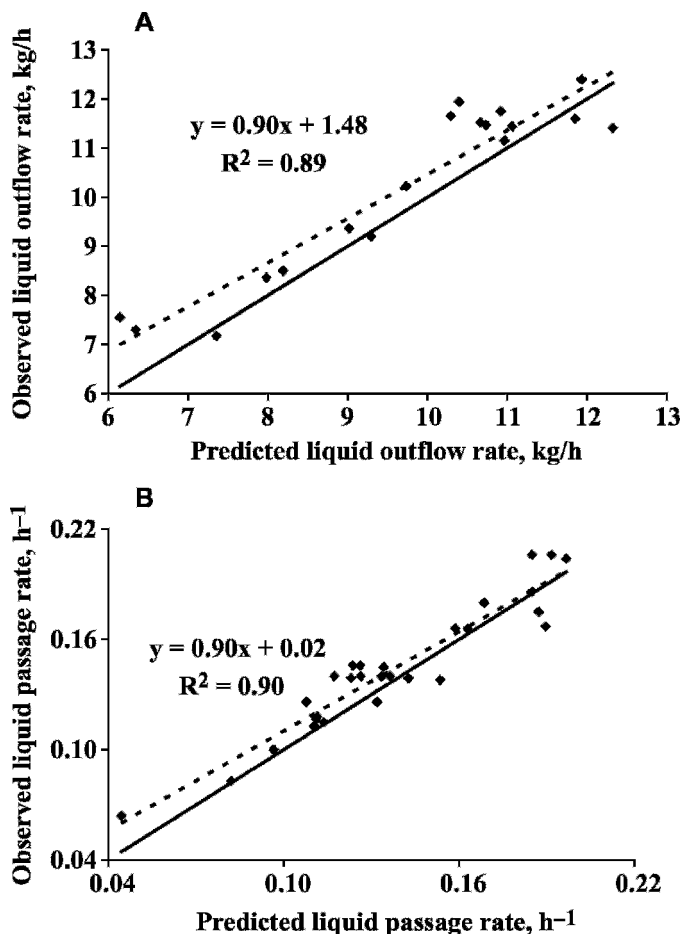 A
13
12
11
10
9
8
7
6
Observed liquid outflow rate, kg/h
y = 0.90x + 1.48
R² = 0.89
6 7 8 9 10 11 12 13
Predicted liquid outflow rate, kg/h
B
0.22
0.16
0.10
0.04
Observed liquid passage rate, h⁻¹
y = 0.90x + 0.02
R² = 0.90
0.04 0.10 0.16 0.22
Predicted liquid passage rate, h⁻¹